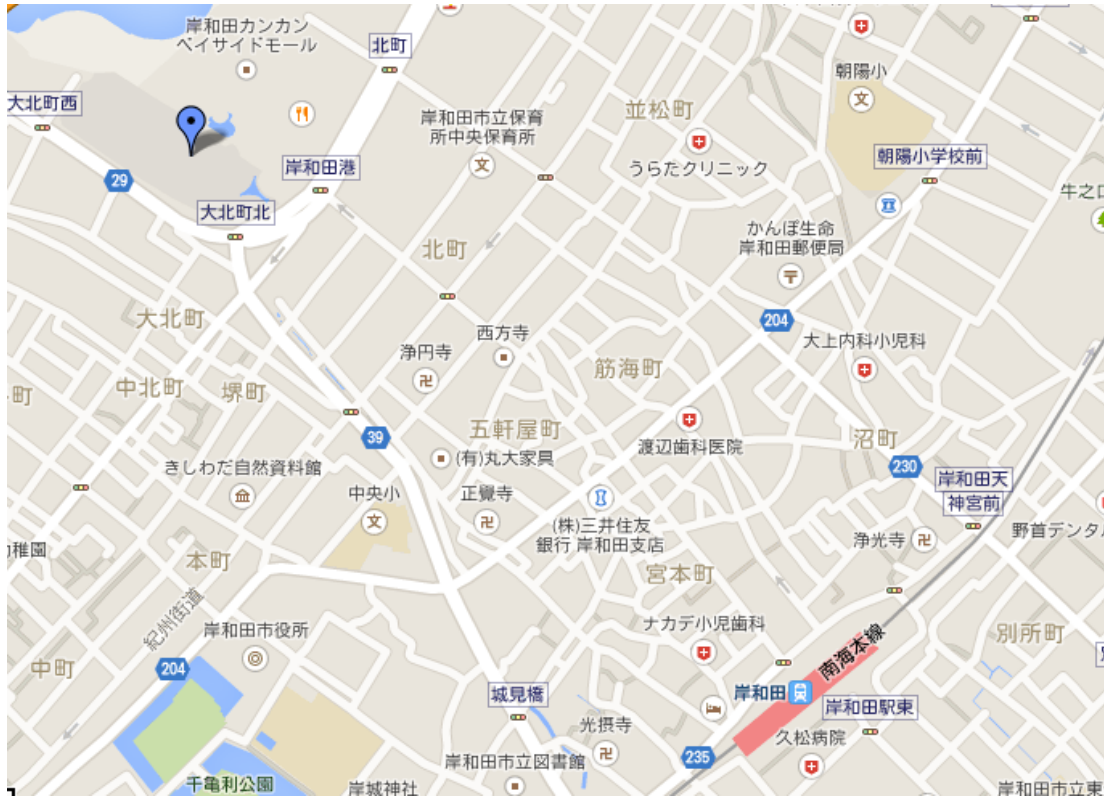 岸和田カンカン
ベイサイドモール
北町
大北町西
岸和田市立保育
所中央保育所
並松町
朝陽小
うらたクリニック
朝陽小学校前
岸和田港
29
大北町北
牛之口
かんぽ生命
岸和田郵便局
北町
大北町
204
西方寺
大上内科小児科
浄円寺
筋海町
中北町
堺町
町
五軒屋町
39
渡辺歯科医院
沼町
(有)丸大家具
きしわだ自然資料館
230
岸和田天
神宮前
中央小
正覺寺
(株)三井住友
銀行 岸和田支店
浄光寺
野首デンタル
稚園
本町
宮本町
紀州街道
岸和田市役所
ナカデ小児歯科
別所町
南海本線
中町
204
城見橋
岸和田
岸和田駅東
光摂寺
久松病院
235
岸和田市立図書館
千亀利公園
岸城神社
岸和田市立東